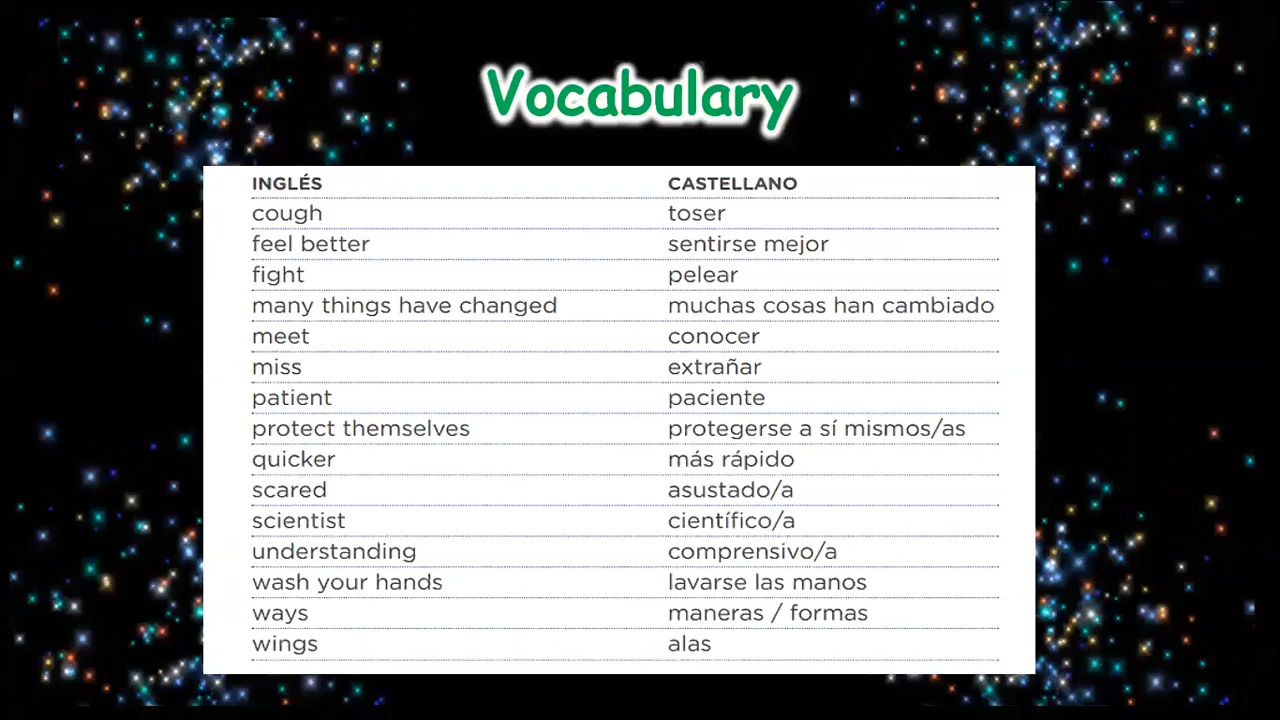 Vocabulary
INGLÉS CASTELLANO
cough toser
feel better sentirse mejor
fight pelear
many things have changed muchas cosas han cambiado
meet conocer
miss extrañar
patient paciente
protect themselves protegerse a sí mismos/as
quicker más rápido
scared asustado/a
scientist científico/a
understanding comprensivo/a
wash your hands lavarse las manos
ways maneras / formas
wings alas